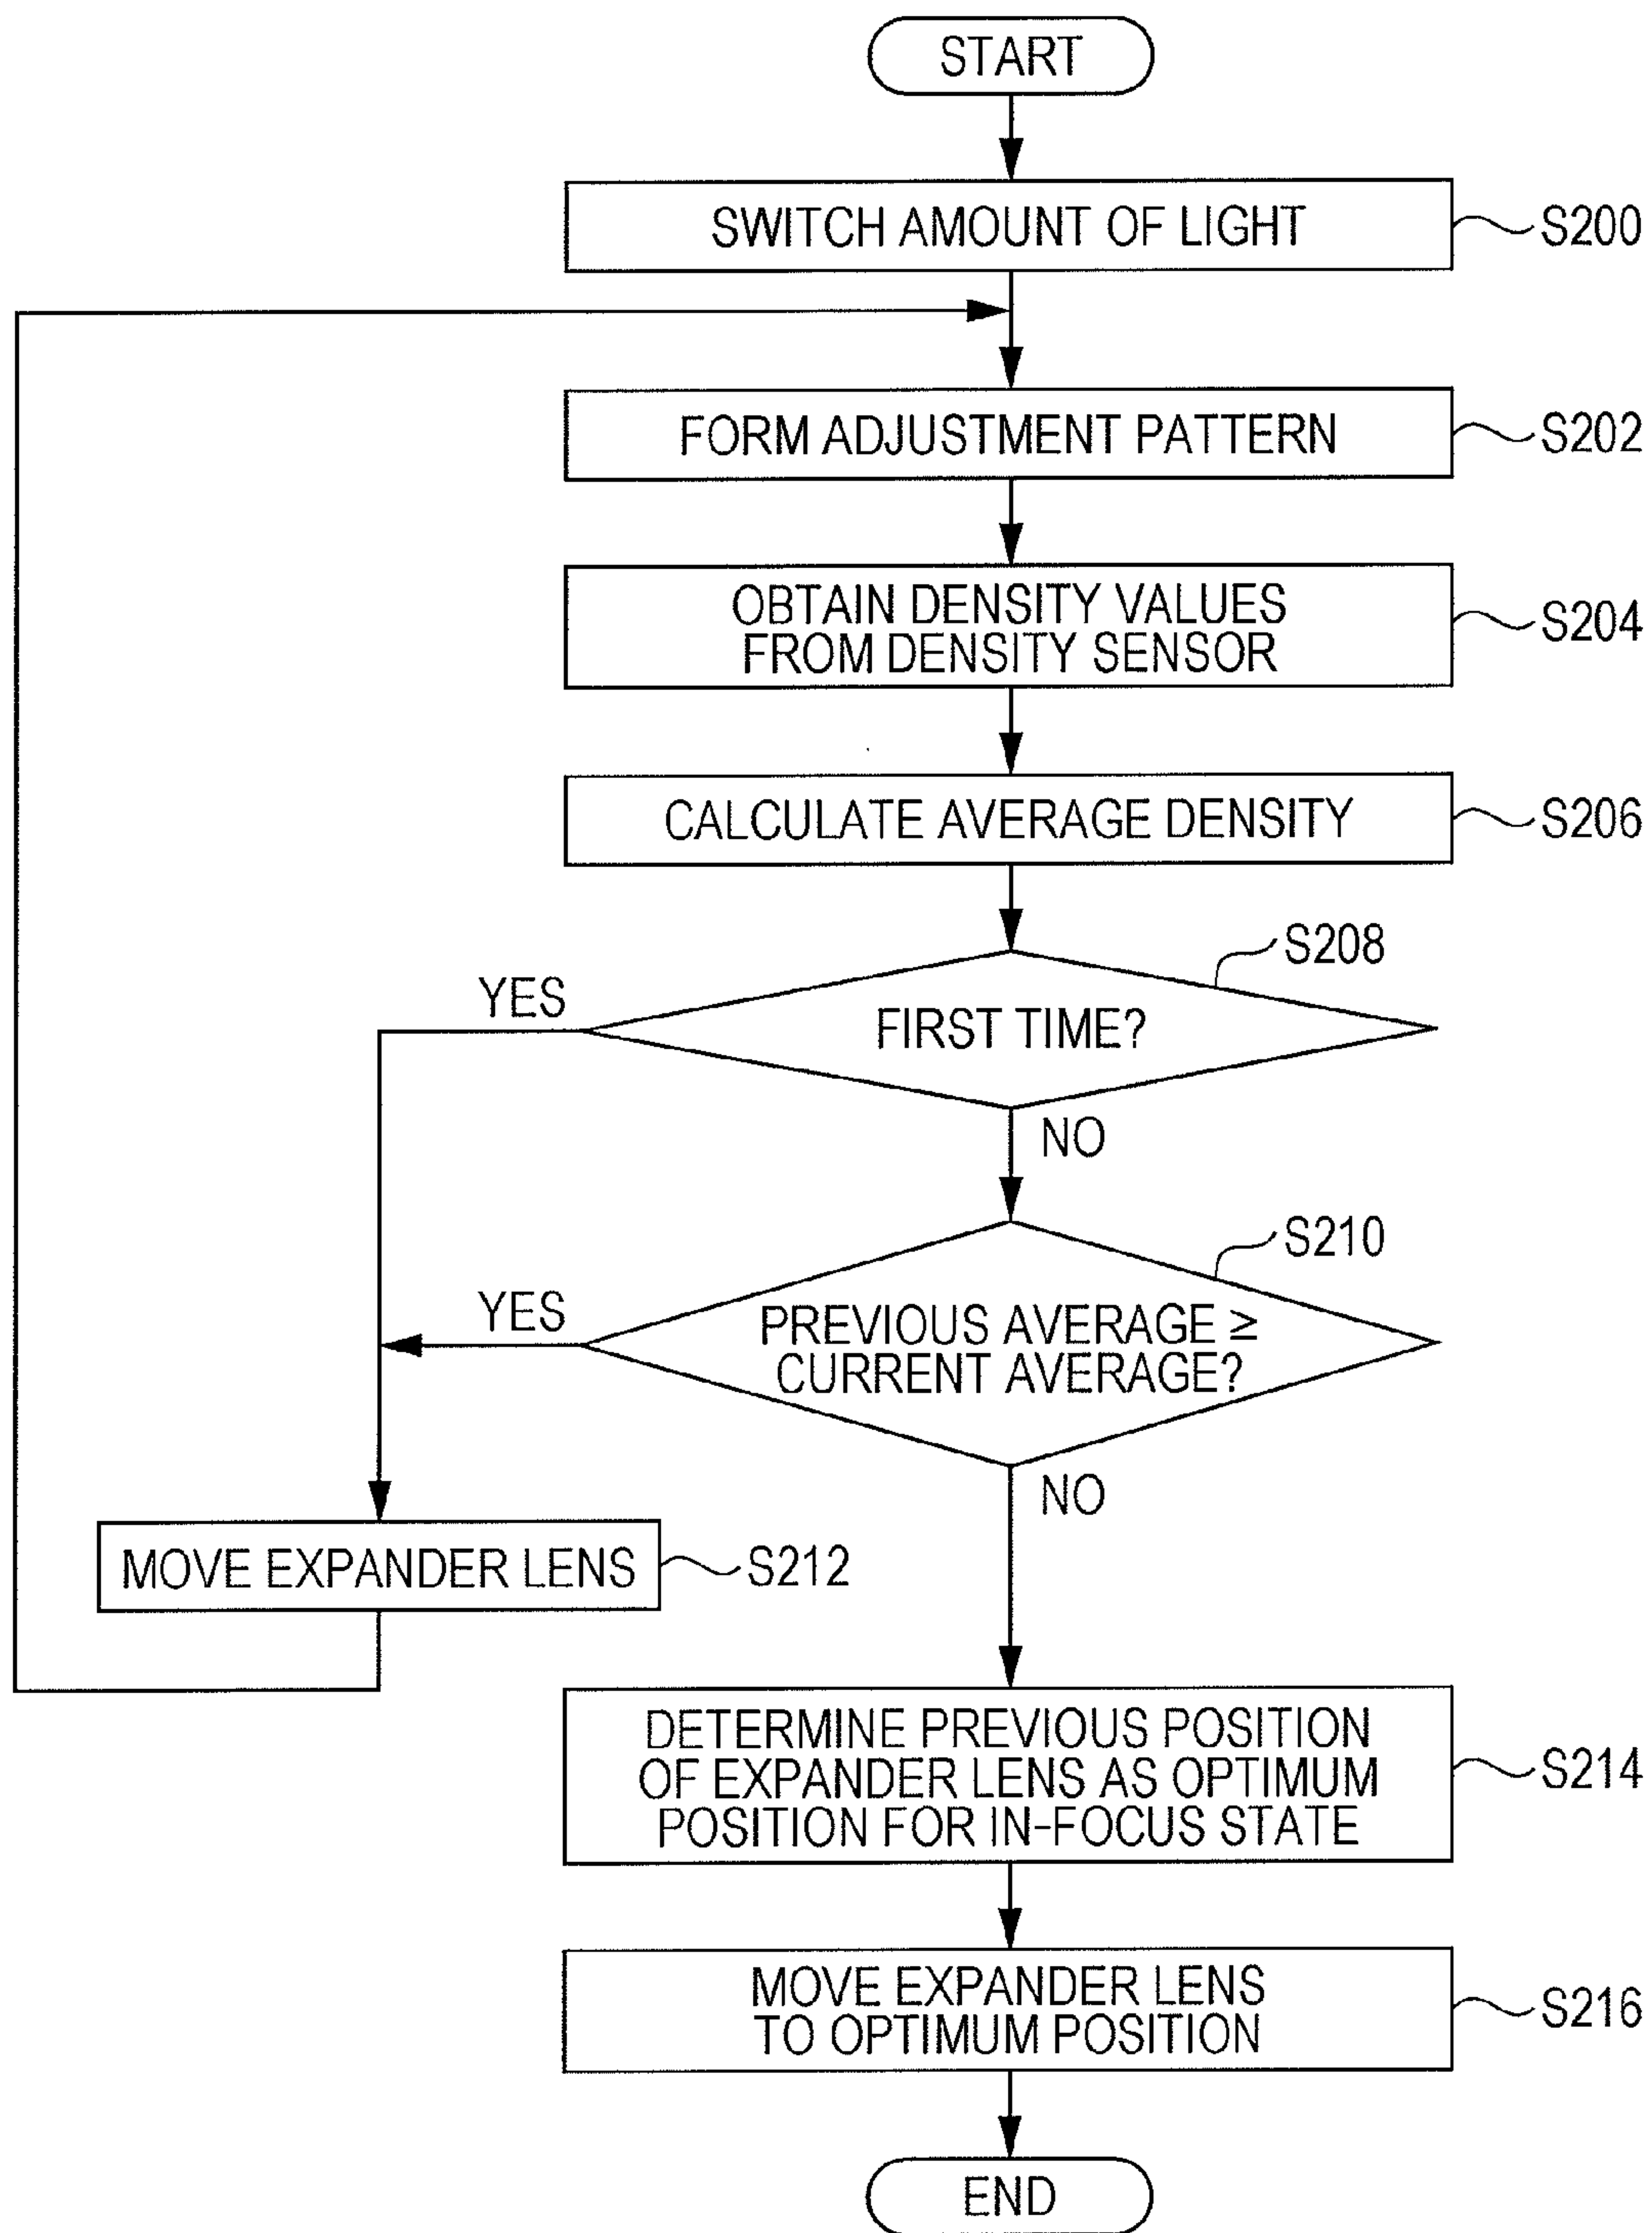 START
SWITCH AMOUNT OF LIGHT
S200
FORM ADJUSTMENT PATTERN
S202
OBTAIN DENSITY VALUES
FROM DENSITY SENSOR
S204
CALCULATE AVERAGE DENSITY
S206
S208
YES
FIRST TIME?
NO
S210
YES
PREVIOUS AVERAGE ≥
CURRENT AVERAGE?
NO
MOVE EXPANDER LENS
S212
DETERMINE PREVIOUS POSITION
OF EXPANDER LENS AS OPTIMUM
POSITION FOR IN-FOCUS STATE
S214
MOVE EXPANDER LENS
TO OPTIMUM POSITION
S216
END